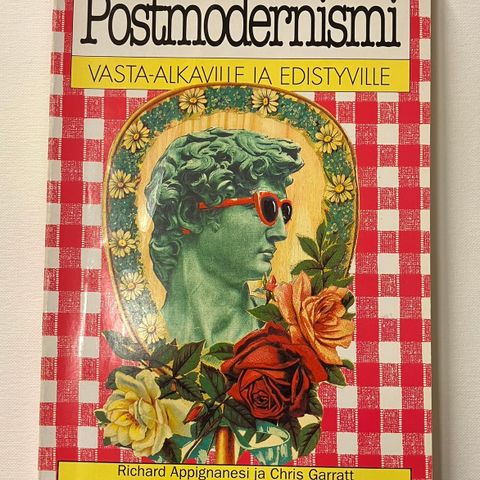 Postmodernismi
VASTA-ALKAVILLE JA EDISTYVILLE
Richard Appignanesi ja Chris Garratt